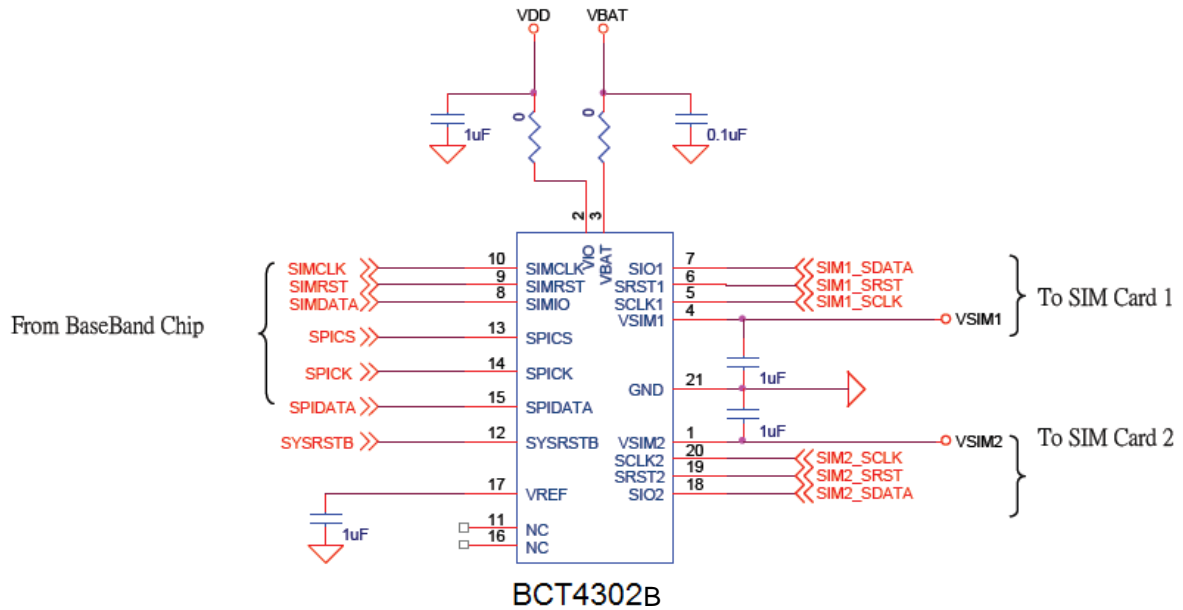 VDD
VBAT
1uF
0
0
0.1uF
2
3
VIO
VBAT
From BaseBand Chip
SIMCLK
10
SIMCLK
SIMRST
9
SIMRST
SIMDATA
8
SIMIO
SPICS
13
SPICS
SPICK
14
SPICK
SPIDATA
15
SPIDATA
SYSRSTB
12
SYSRSTB
17
VREF
1uF
11
NC
16
NC
SIO1
7
SIM1_SDATA
SRST1
6
SIM1_SRST
SCLK1
5
SIM1_SCLK
VSIM1
4
VSIM1
To SIM Card 1
1uF
GND
21
1uF
VSIM2
1
VSIM2
SCLK2
20
SIM2_SCLK
SRST2
19
SIM2_SRST
SIO2
18
SIM2_SDATA
To SIM Card 2
BCT4302B